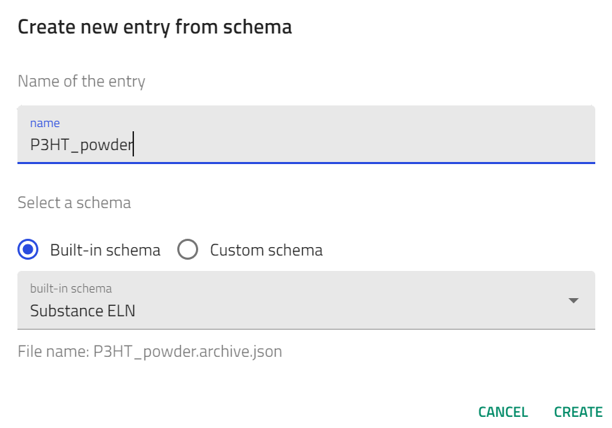 Create new entry from schema
Name of the entry
name
P3HT_powder
Select a schema
Built-in schema
Custom schema
built-in schema
Substance ELN
File name: P3HT_powder.archive.json
CANCEL
CREATE